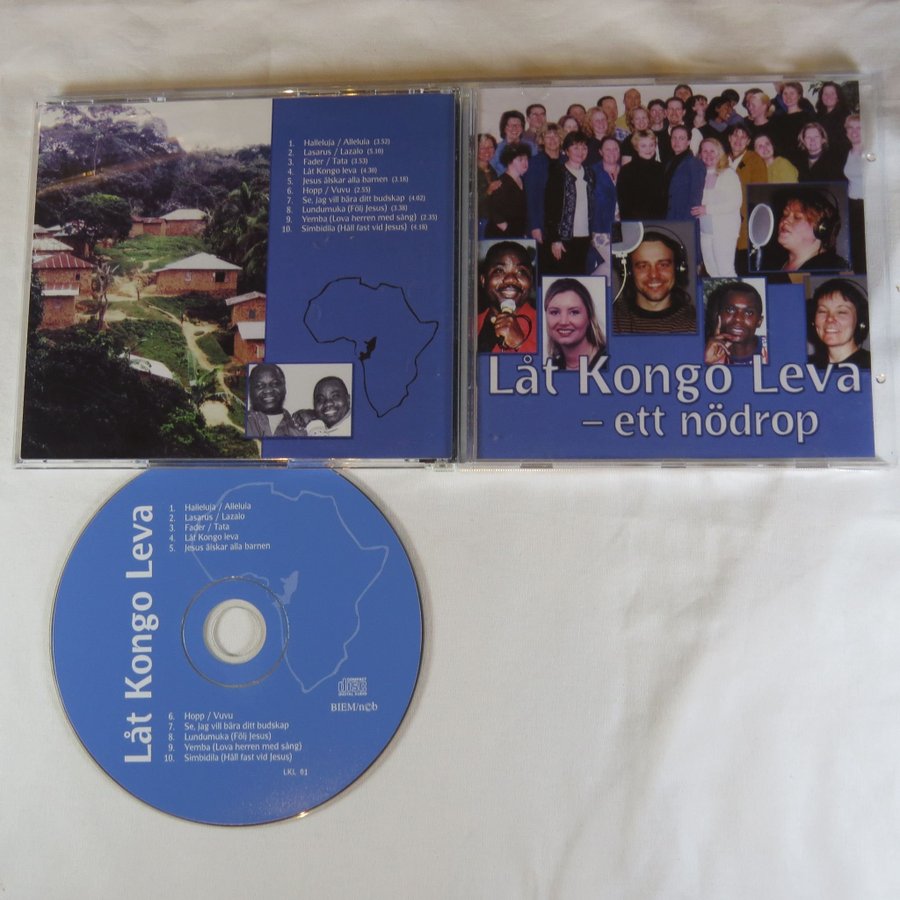 1. Halleluja / Alleluia (3.52)
2. Lasarus / Lazalo (5.10)
3. Fader / Tata (3.53)
4. Låt Kongo leva (4.30)
5. Jesus älskar alla barnen (3.18)
6. Hopp / Vuvu (2.55)
7. Se, jag vill bära ditt budskap (4.02)
8. Lundumuka (Följ Jesus) (3.38)
9. Yemba (Lova herren med sång) (2.35)
10. Simbidila (Håll fast vid Jesus) (4.18)
Låt Kongo Leva
– ett nödrop
Låt Kongo Leva
1. Halleluja / Alleluia
2. Lasarus / Lazalo
3. Fader / Tata
4. Låt Kongo leva
5. Jesus älskar alla barnen
COMPACT
disc
DIGITAL AUDIO
BIEM/n©b
6. Hopp / Vuvu
7. Se, jag vill bära ditt budskap
8. Lundumuka (Följ Jesus)
9. Yemba (Lova herren med sång)
10. Simbidila (Håll fast vid Jesus)
LKL 01